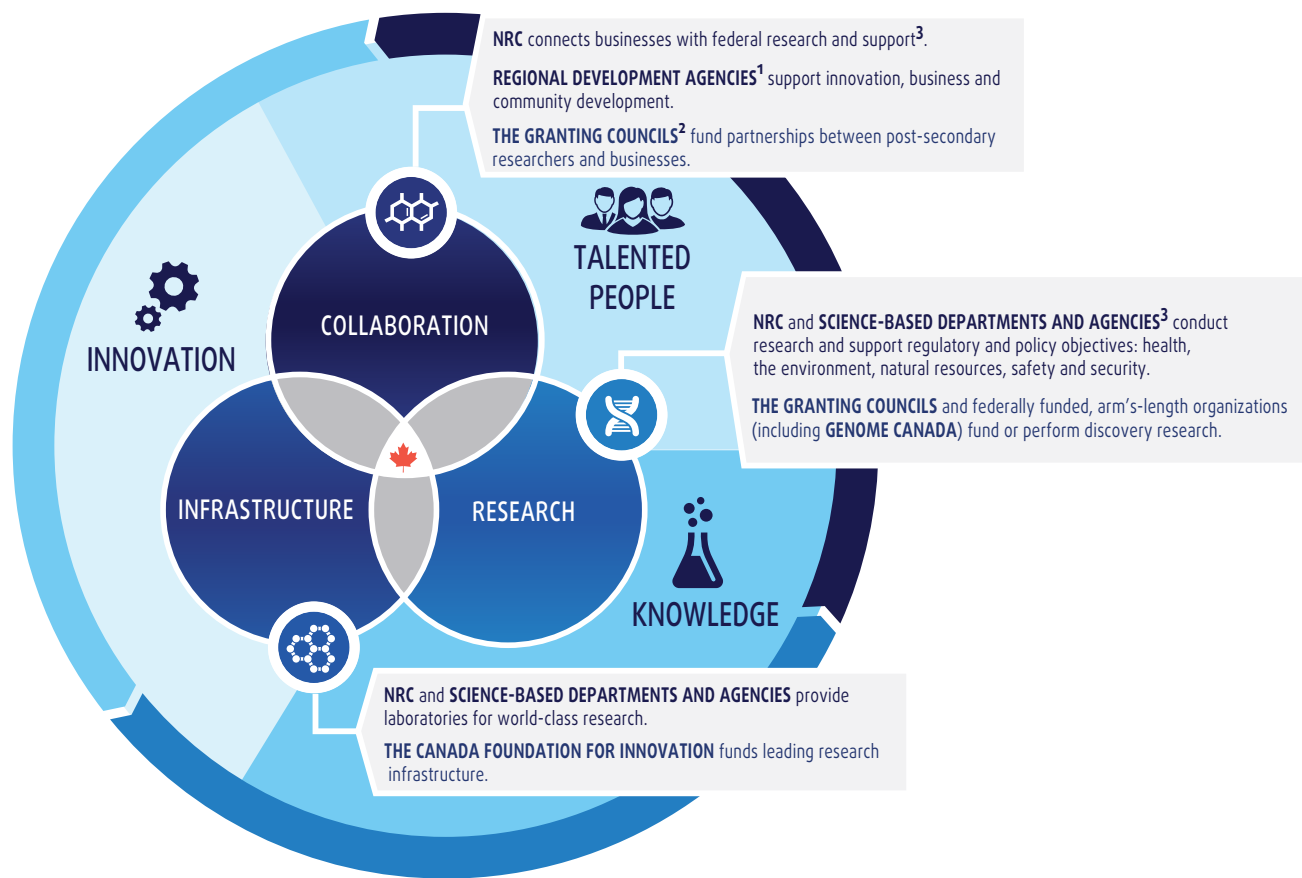 NRC connects businesses with federal research and support3.
REGIONAL DEVELOPMENT AGENCIES1 support innovation, business and
community development.
THE GRANTING COUNCILS2 fund partnerships between post-secondary
researchers and businesses.
TALENTED
PEOPLE
COLLABORATION
INNOVATION
NRC and SCIENCE-BASED DEPARTMENTS AND AGENCIES3 conduct
research and support regulatory and policy objectives: health,
the environment, natural resources, safety and security.
THE GRANTING COUNCILS and federally funded, arm’s-length organizations
(including GENOME CANADA) fund or perform discovery research.
INFRASTRUCTURE
RESEARCH
KNOWLEDGE
NRC and SCIENCE-BASED DEPARTMENTS AND AGENCIES provide
laboratories for world-class research.
THE CANADA FOUNDATION FOR INNOVATION funds leading research
infrastructure.